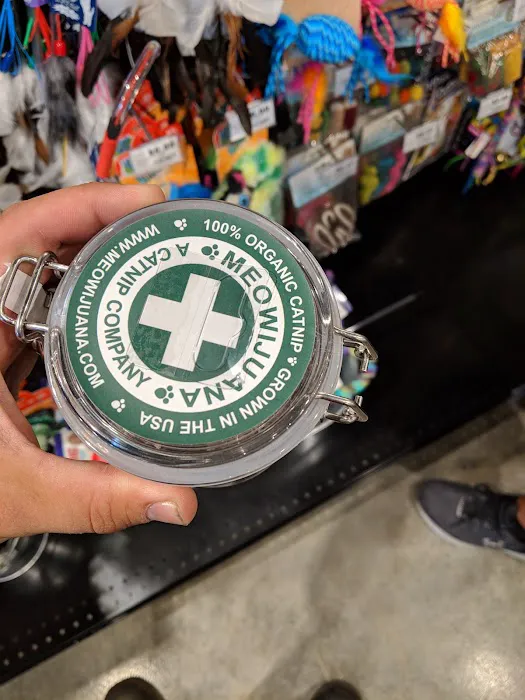 100% ORGANIC CATNIP
GROWN IN THE USA
WWW.MEOWIJUANA.COM
MEOWIJUANA
A CATNIP COMPANY